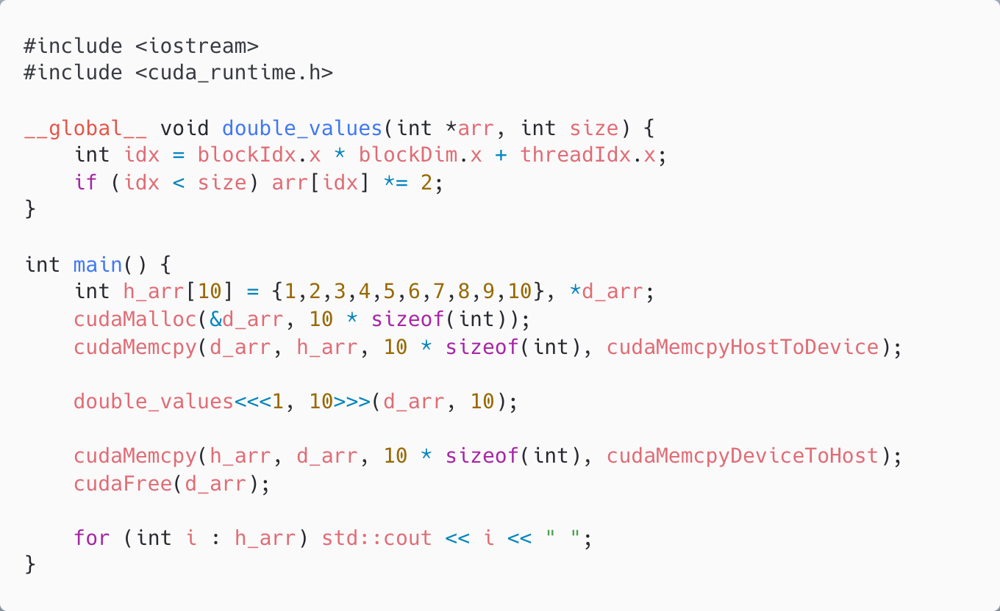 #include <iostream>
#include <cuda_runtime.h>

__global__ void double_values(int *arr, int size) {
    int idx = blockIdx.x * blockDim.x + threadIdx.x;
    if (idx < size) arr[idx] *= 2;
}

int main() {
    int h_arr[10] = {1,2,3,4,5,6,7,8,9,10}, *d_arr;
    cudaMalloc(&d_arr, 10 * sizeof(int));
    cudaMemcpy(d_arr, h_arr, 10 * sizeof(int), cudaMemcpyHostToDevice);

    double_values<<<1, 10>>>(d_arr, 10);

    cudaMemcpy(h_arr, d_arr, 10 * sizeof(int), cudaMemcpyDeviceToHost);
    cudaFree(d_arr);

    for (int i : h_arr) std::cout << i << " ";
}